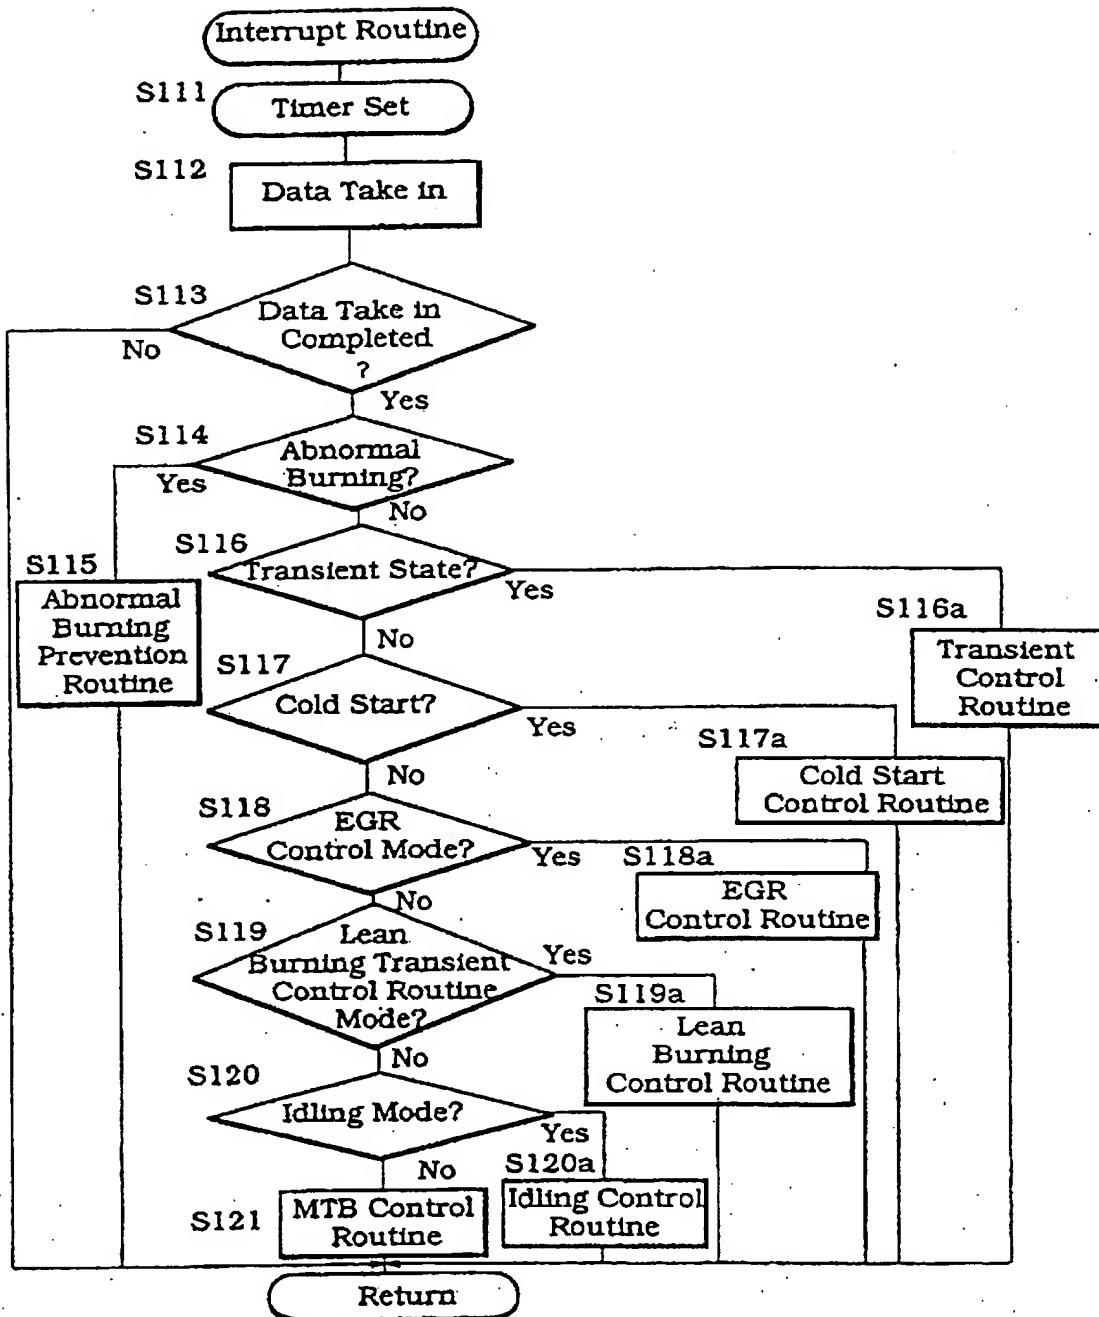 Interrupt Routine
S111
Timer Set
S112
Data Take in
S113
Data Take in
Completed
?
No
Yes
S114
Abnormal
Burning?
Yes
No
S115
Abnormal
Burning
Prevention
Routine
S116
Transient State?
Yes
No
S116a
Transient
Control
Routine
S117
Cold Start?
Yes
No
S117a
Cold Start
Control Routine
S118
EGR
Control Mode?
Yes
No
S118a
EGR
Control Routine
S119
Lean
Burning Transient
Control Routine
Mode?
Yes
No
S119a
Lean
Burning
Control Routine
S120
Idling Mode?
Yes
No
S120a
Idling Control
Routine
S121
MTB Control
Routine
Return